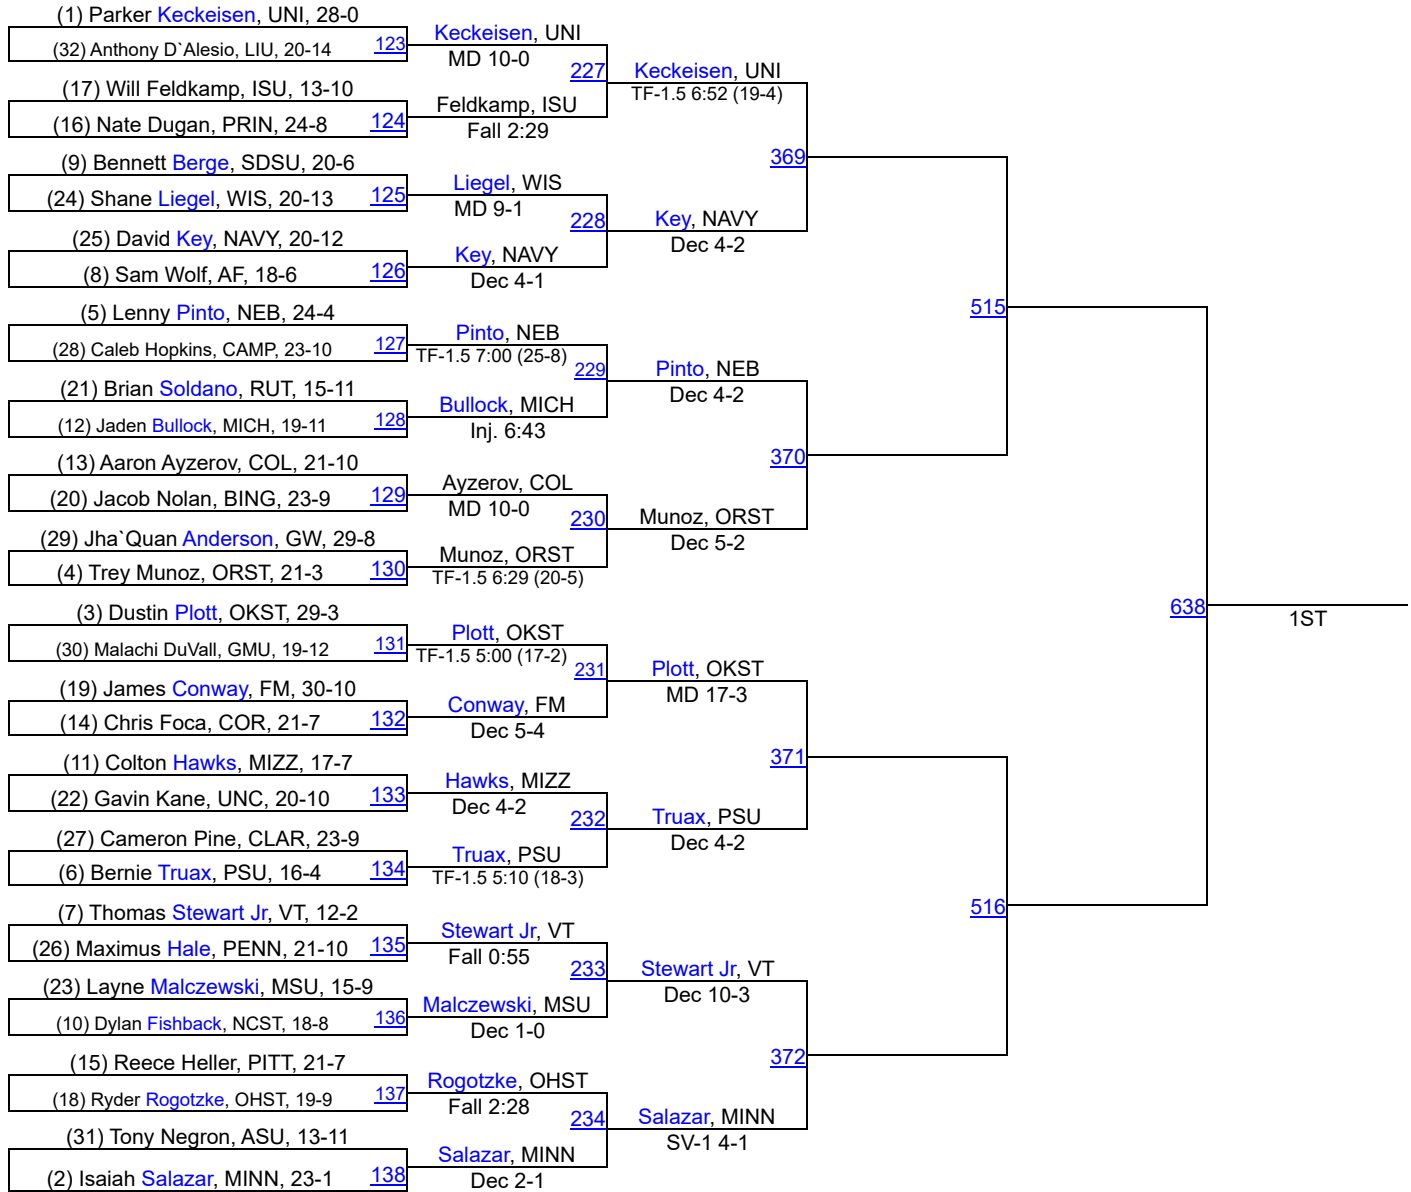 (1) Parker Keckeisen, UNI, 28-0
(32) Anthony D`Alesio, LIU, 20-14
123
(17) Will Feldkamp, ISU, 13-10
(16) Nate Dugan, PRIN, 24-8
124
(9) Bennett Berge, SDSU, 20-6
(24) Shane Liegel, WIS, 20-13
125
(25) David Key, NAVY, 20-12
(8) Sam Wolf, AF, 18-6
126
(5) Lenny Pinto, NEB, 24-4
(28) Caleb Hopkins, CAMP, 23-10
127
(21) Brian Soldano, RUT, 15-11
(12) Jaden Bullock, MICH, 19-11
128
(13) Aaron Ayzerov, COL, 21-10
(20) Jacob Nolan, BING, 23-9
129
(29) Jha`Quan Anderson, GW, 29-8
(4) Trey Munoz, ORST, 21-3
130
(3) Dustin Plott, OKST, 29-3
(30) Malachi DuVall, GMU, 19-12
131
(19) James Conway, FM, 30-10
(14) Chris Foca, COR, 21-7
132
(11) Colton Hawks, MIZZ, 17-7
(22) Gavin Kane, UNC, 20-10
133
(27) Cameron Pine, CLAR, 23-9
(6) Bernie Truax, PSU, 16-4
134
(7) Thomas Stewart Jr, VT, 12-2
(26) Maximus Hale, PENN, 21-10
135
(23) Layne Malczewski, MSU, 15-9
(10) Dylan Fishback, NCST, 18-8
136
(15) Reece Heller, PITT, 21-7
(18) Ryder Rogotzke, OHST, 19-9
137
(31) Tony Negron, ASU, 13-11
(2) Isaiah Salazar, MINN, 23-1
138
Keckeisen, UNI
MD 10-0
227
Feldkamp, ISU
Fall 2:29
Liegel, WIS
MD 9-1
228
Key, NAVY
Dec 4-1
Pinto, NEB
TF-1.5 7:00 (25-8)
229
Bullock, MICH
Inj. 6:43
Ayzerov, COL
MD 10-0
230
Munoz, ORST
TF-1.5 6:29 (20-5)
Plott, OKST
TF-1.5 5:00 (17-2)
231
Conway, FM
Dec 5-4
Hawks, MIZZ
Dec 4-2
232
Truax, PSU
TF-1.5 5:10 (18-3)
Stewart Jr, VT
Fall 0:55
233
Malczewski, MSU
Dec 1-0
Rogotzke, OHST
Fall 2:28
234
Salazar, MINN
Dec 2-1
Keckeisen, UNI
TF-1.5 6:52 (19-4)
369
Key, NAVY
Dec 4-2
Pinto, NEB
Dec 4-2
370
Munoz, ORST
Dec 5-2
Plott, OKST
MD 17-3
371
Truax, PSU
Dec 4-2
Stewart Jr, VT
Dec 10-3
372
Salazar, MINN
SV-1 4-1
515
516
638
1ST